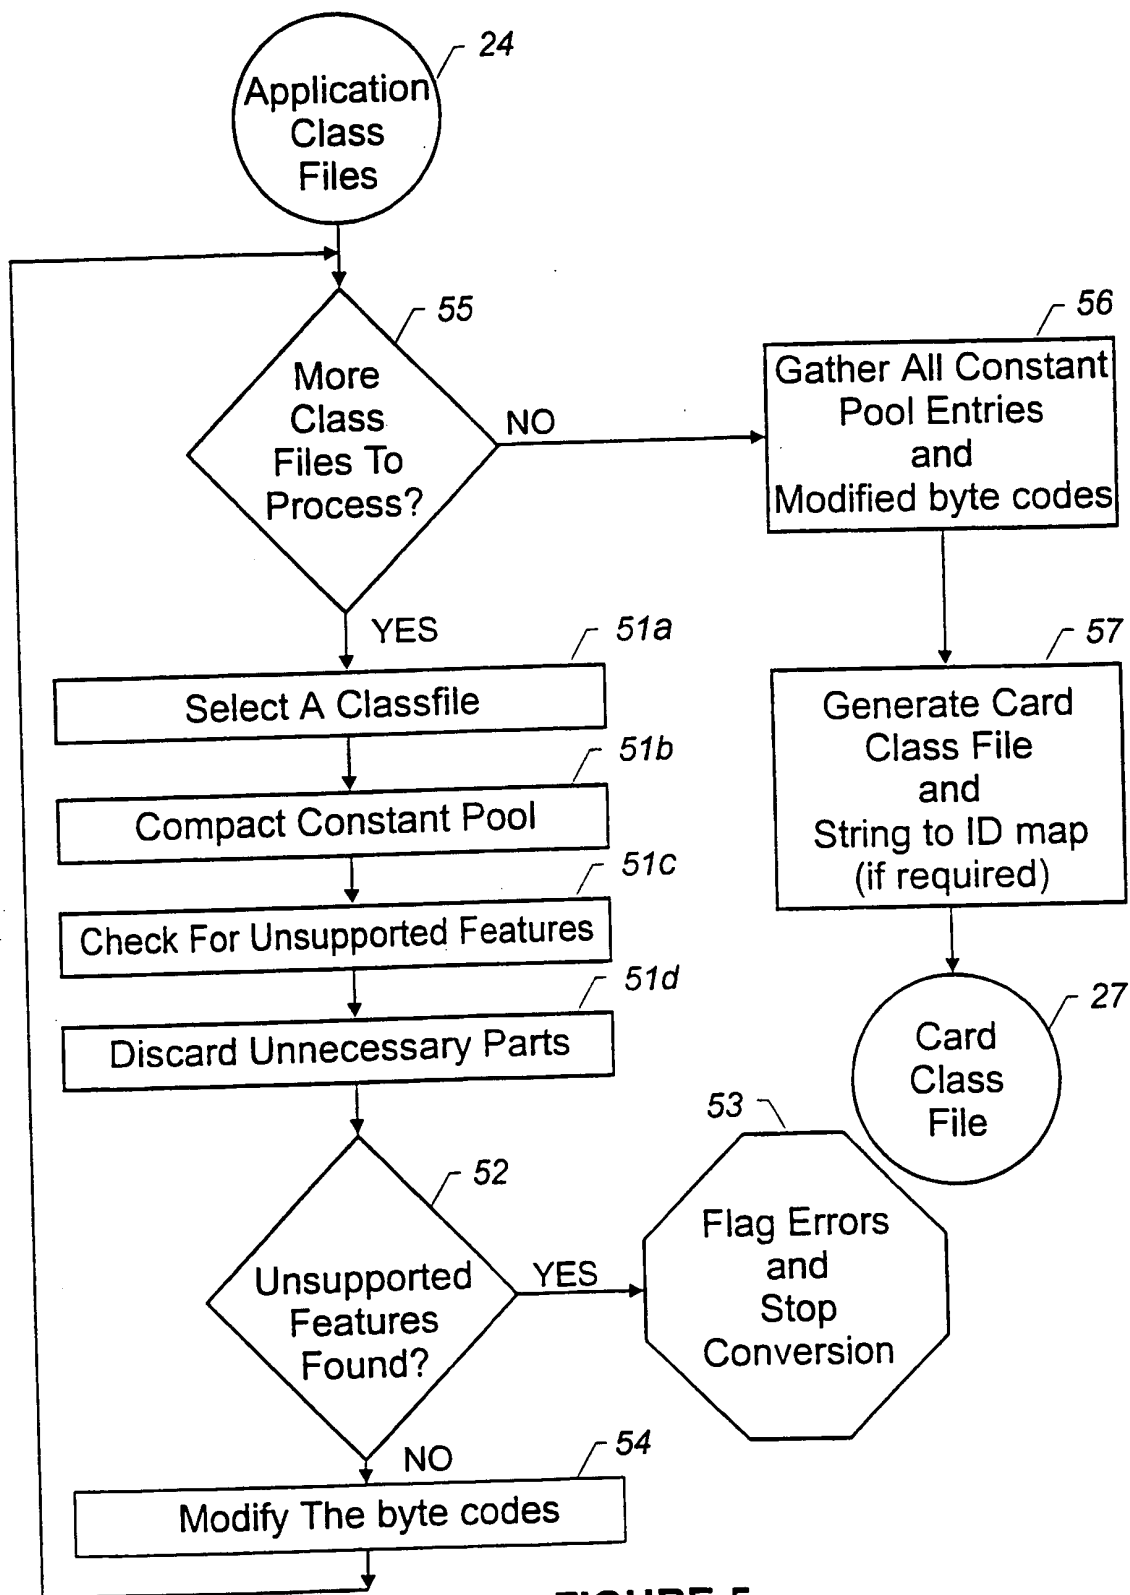 24
Application
Class
Files
55
More
Class
Files To
Process?
NO
YES
56
Gather All Constant
Pool Entries
and
Modified byte codes
57
Generate Card
Class File
and
String to ID map
(if required)
27
Card
Class
File
51a
Select A Classfile
51b
Compact Constant Pool
51c
Check For Unsupported Features
51d
Discard Unnecessary Parts
52
Unsupported
Features
Found?
YES
NO
53
Flag Errors
and
Stop
Conversion
54
Modify The byte codes
FIGURE 5